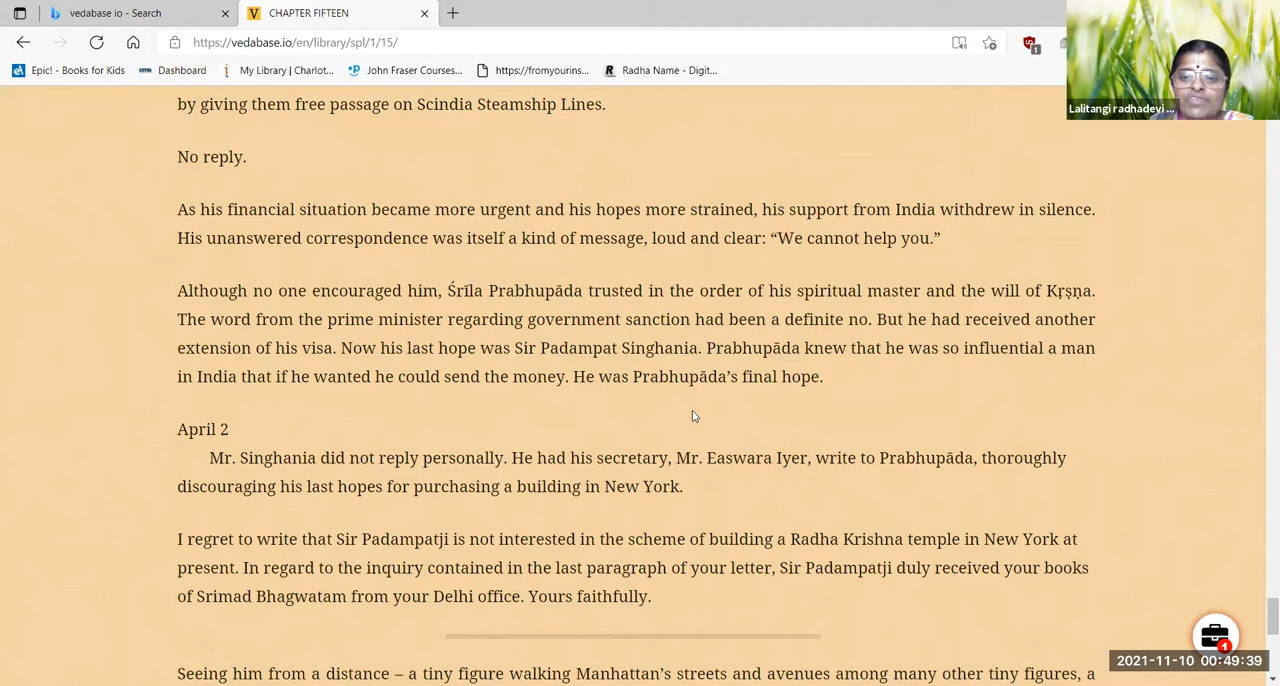 vedabase io - Search
CHAPTER FIFTEEN
https://vedabase.io/en/library/spl/1/15/
Epic! - Books for Kids
Dashboard
My Library | Charlot...
John Fraser Courses...
https://fromyourins...
Radha Name - Digit...
Lalitangi radhadevi ...
by giving them free passage on Scindia Steamship Lines.
No reply.
As his financial situation became more urgent and his hopes more strained, his support from India withdrew in silence.
His unanswered correspondence was itself a kind of message, loud and clear: “We cannot help you.”
Although no one encouraged him, Śrīla Prabhupāda trusted in the order of his spiritual master and the will of Kṛṣṇa.
The word from the prime minister regarding government sanction had been a definite no. But he had received another
extension of his visa. Now his last hope was Sir Padampat Singhania. Prabhupāda knew that he was so influential a man
in India that if he wanted he could send the money. He was Prabhupāda’s final hope.
April 2
Mr. Singhania did not reply personally. He had his secretary, Mr. Easwara Iyer, write to Prabhupāda, thoroughly
discouraging his last hopes for purchasing a building in New York.
I regret to write that Sir Padampatji is not interested in the scheme of building a Radha Krishna temple in New York at
present. In regard to the inquiry contained in the last paragraph of your letter, Sir Padampatji duly received your books
of Srimad Bhagwatam from your Delhi office. Yours faithfully.
1
2021-11-10 00:49:39
Seeing him from a distance – a tiny figure walking Manhattan’s streets and avenues among many other tiny figures, a